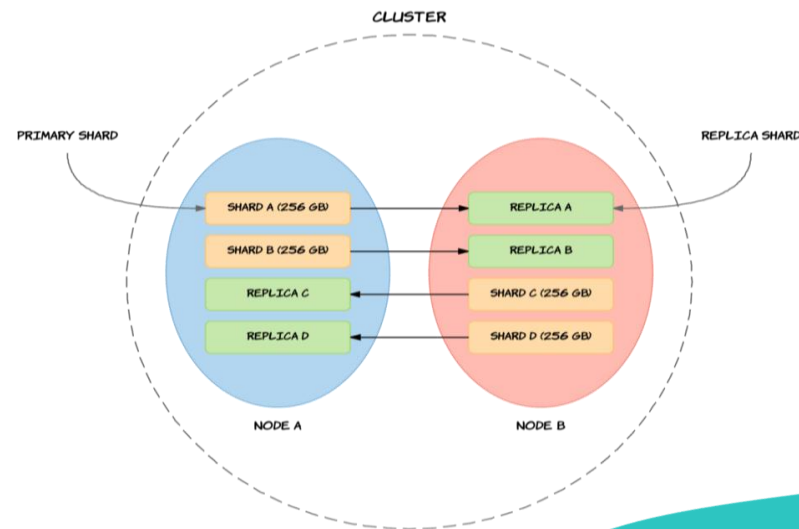 CLUSTER
PRIMARY SHARD
REPLICA SHARD
SHARD A (256 GB)
REPLICA A
SHARD B (256 GB)
REPLICA B
REPLICA C
SHARD C (256 GB)
REPLICA D
SHARD D (256 GB)
NODE A
NODE B